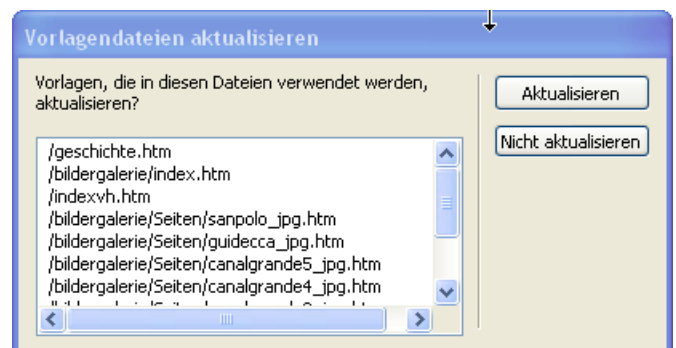 Vorlagendateien aktualisieren
Vorlagen, die in diesen Dateien verwendet werden,
aktualisieren?
Aktualisieren
Nicht aktualisieren
/geschichte.htm
/bildergalerie/index.htm
/indexvh.htm
/bildergalerie/Seiten/sanpolo_jpg.htm
/bildergalerie/Seiten/guidecca_jpg.htm
/bildergalerie/Seiten/canalgrande5_jpg.htm
/bildergalerie/Seiten/canalgrande4_jpg.htm